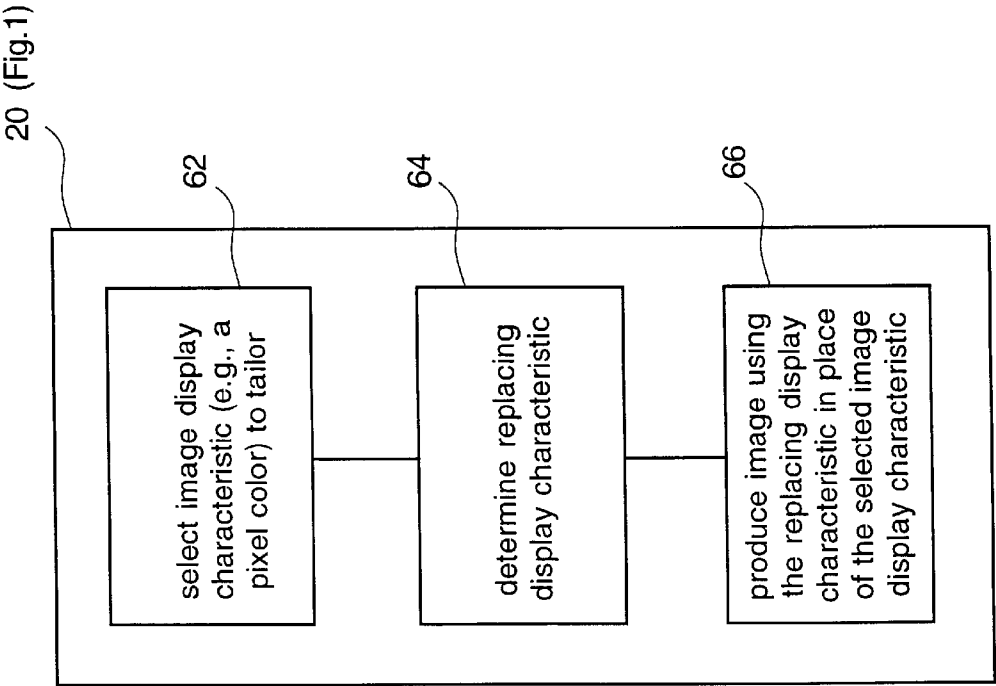 20 (Fig.1)
62
select image display
characteristic (e.g., a
pixel color) to tailor
64
determine replacing
display characteristic
66
produce image using
the replacing display
characteristic in place
of the selected image
display characteristic